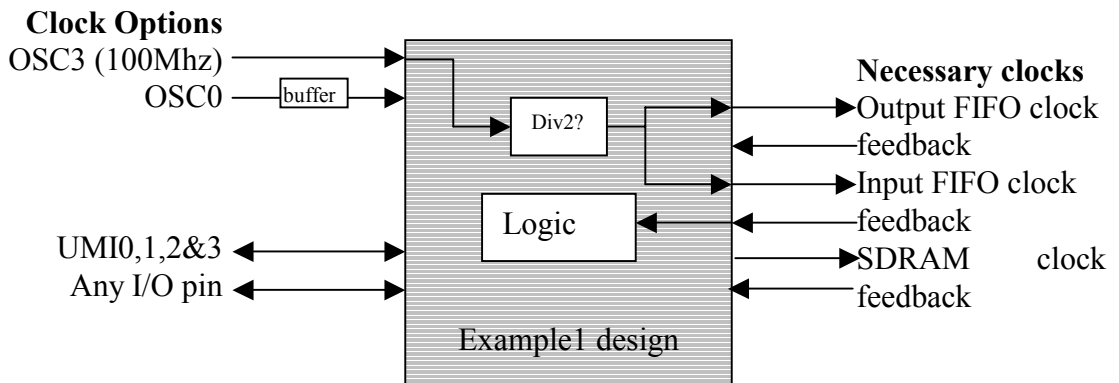 Clock Options
OSC3 (100Mhz)
OSC0
buffer
UMI0,1,2&3
Any I/O pin
Div2?
Logic
Example1 design
Necessary clocks
Output FIFO clock
feedback
Input FIFO clock
feedback
SDRAM clock
feedback